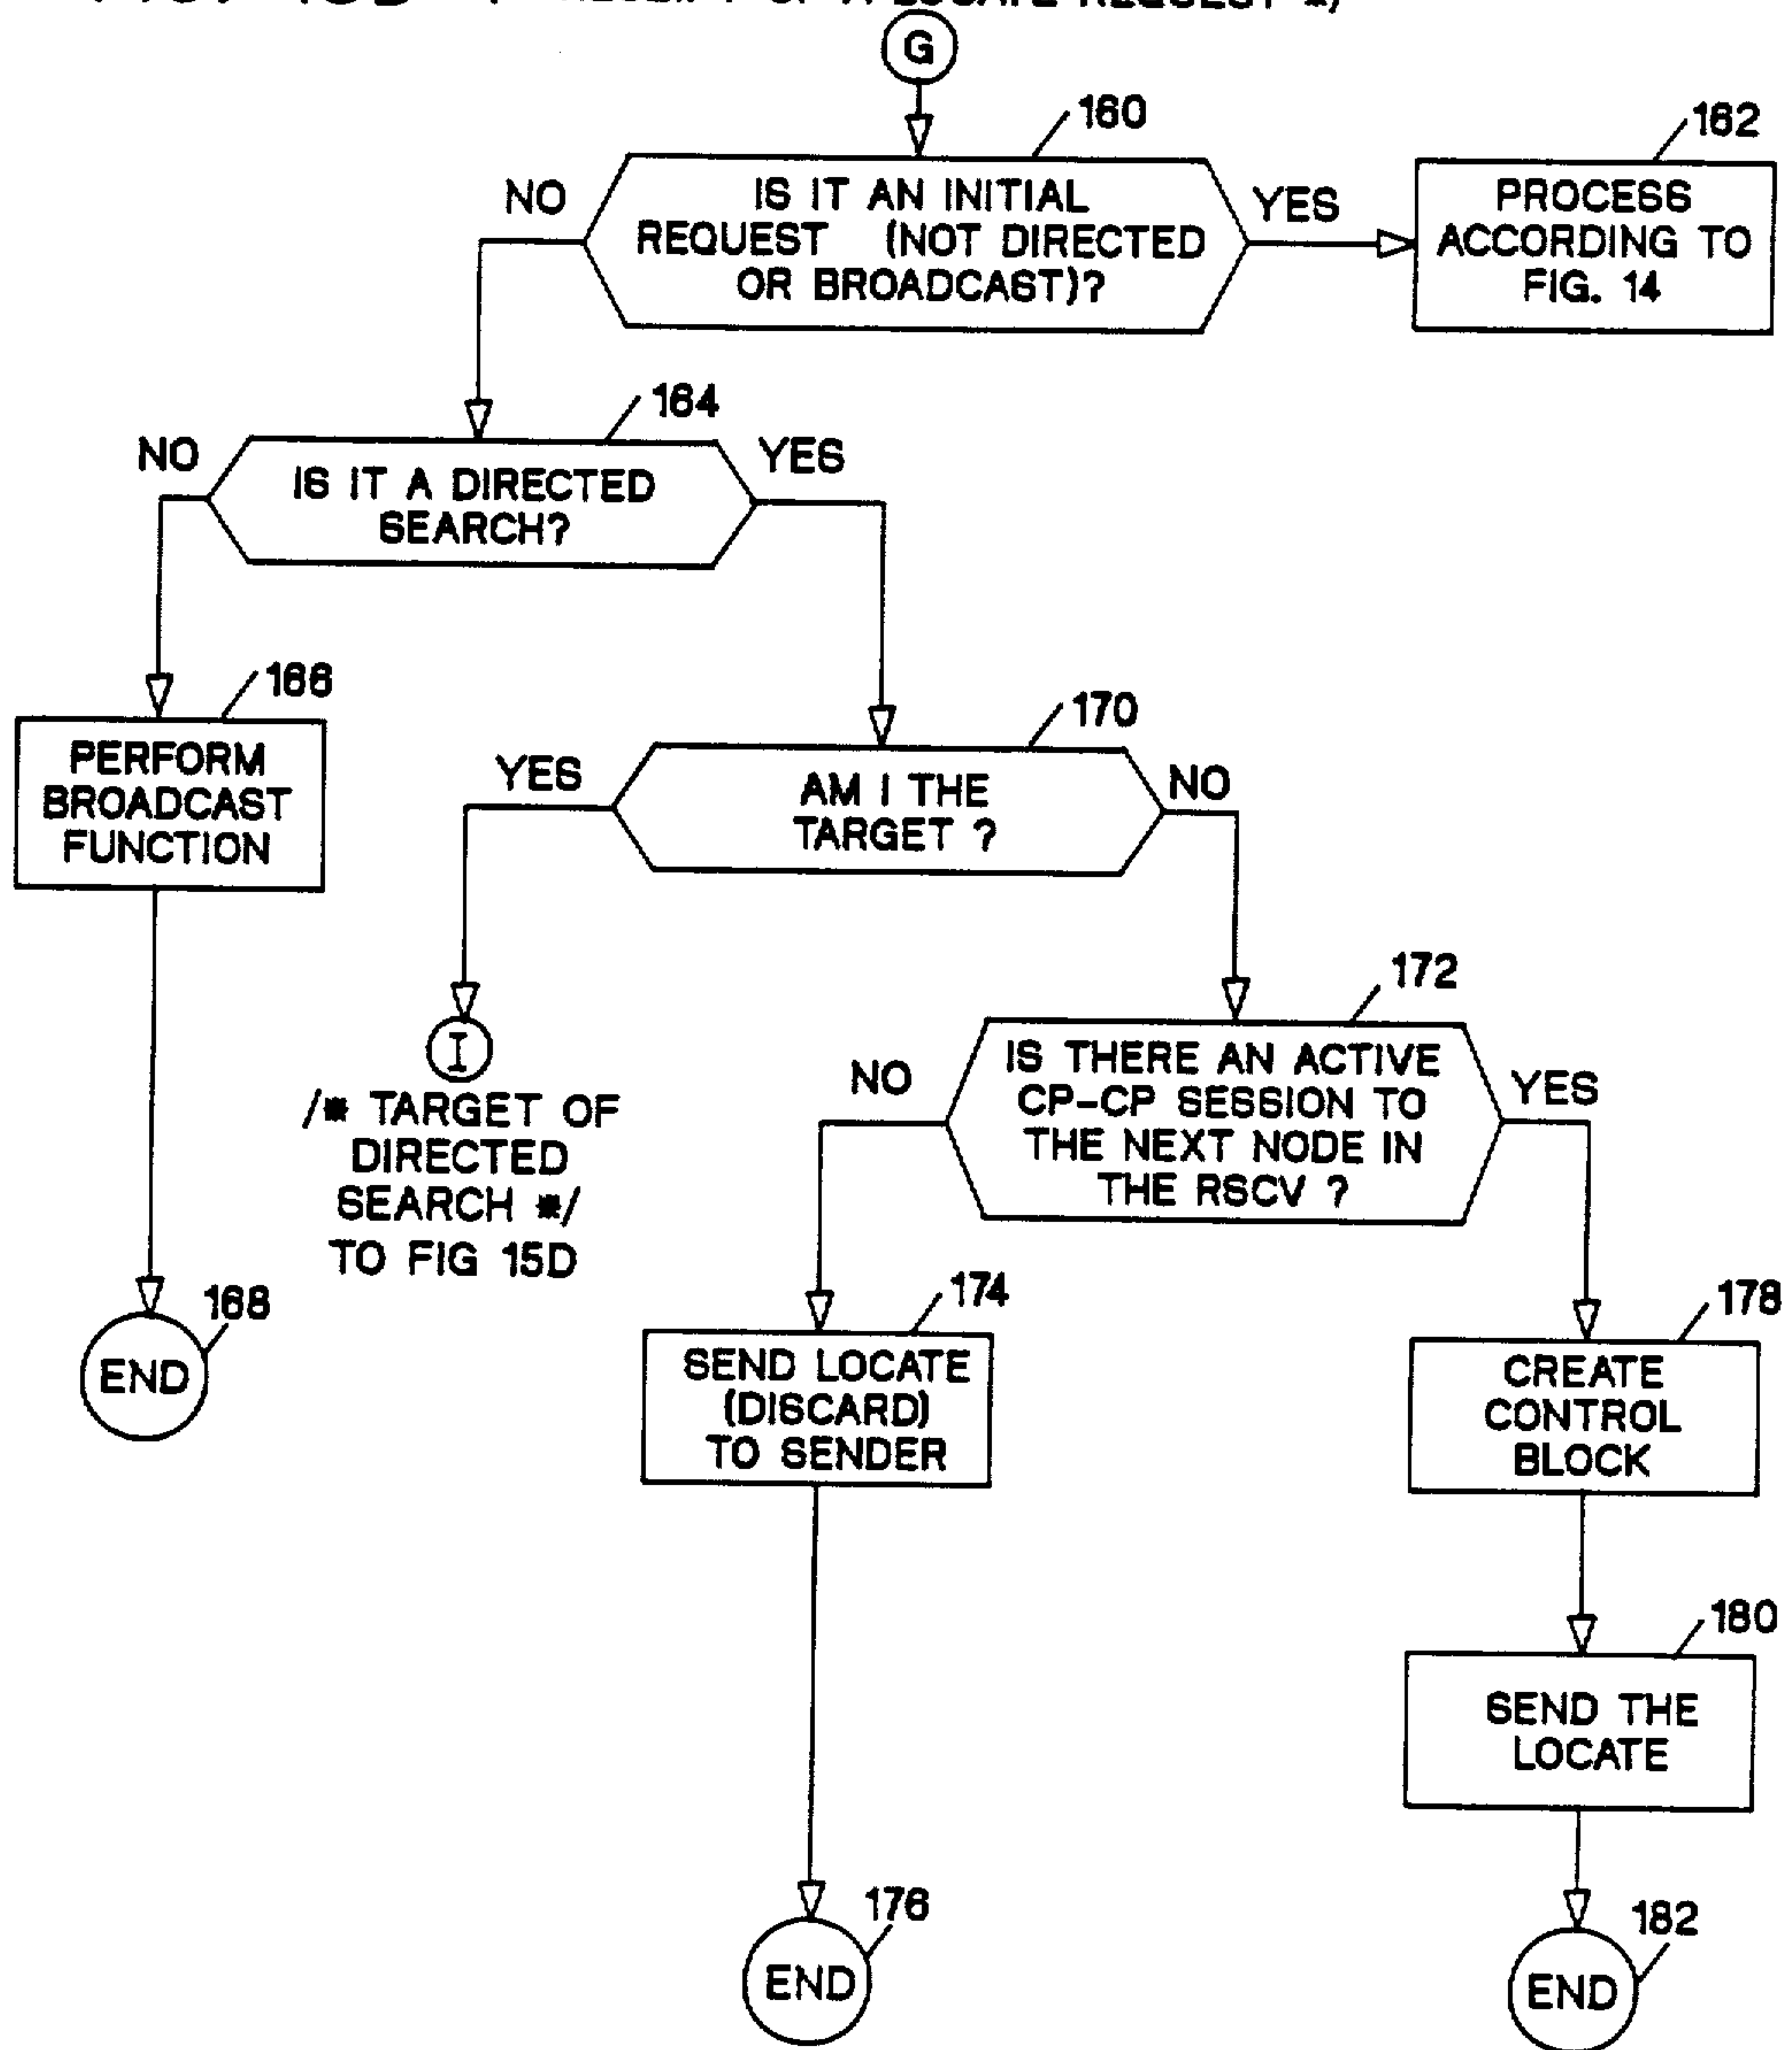 RECEIPT OF A LOCATE REQUEST
G
160
IS IT AN INITIAL
REQUEST (NOT DIRECTED
OR BROADCAST)?
NO
YES
162
PROCESS
ACCORDING TO
FIG. 14
164
IS IT A DIRECTED
SEARCH?
NO
YES
166
PERFORM
BROADCAST
FUNCTION
168
END
170
AM I THE
TARGET ?
YES
NO
I
/* TARGET OF
DIRECTED
SEARCH */
TO FIG 15D
172
IS THERE AN ACTIVE
CP-CP SESSION TO
THE NEXT NODE IN
THE RSCV ?
NO
YES
174
SEND LOCATE
(DISCARD)
TO SENDER
176
END
178
CREATE
CONTROL
BLOCK
180
SEND THE
LOCATE
182
END